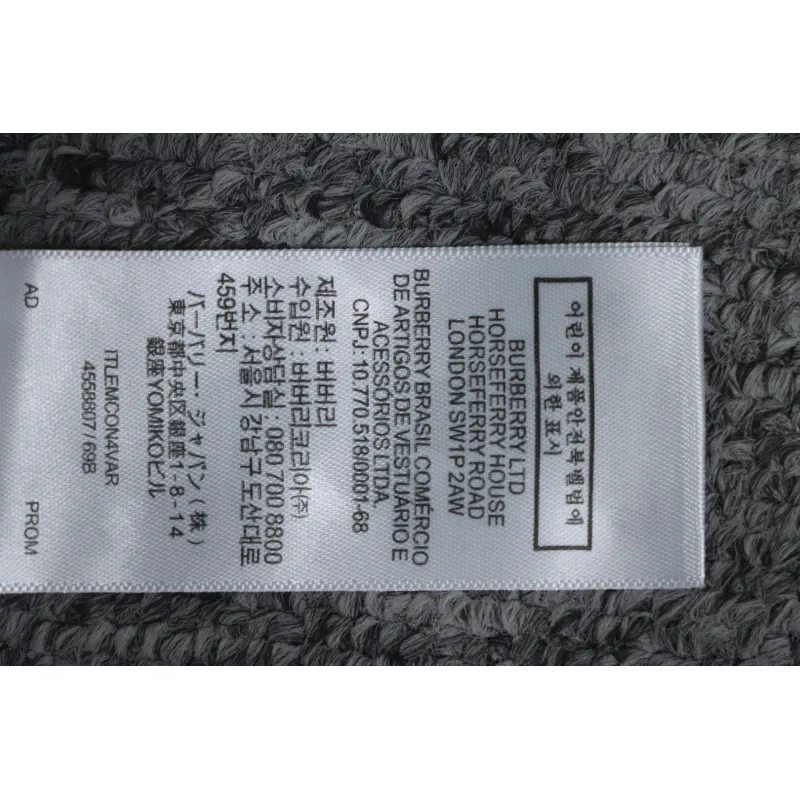 어린이 제품안전특별법에
의한 표시
BURBERRY LTD
HORSEFERRY HOUSE
HORSEFERRY ROAD
LONDON SW1P 2AW
BURBERRY BRASIL COMÉRCIO
DE ARTIGOS DE VESTUÁRIO E
ACESSÓRIOS LTDA.
CNPJ: 10.770.518/0001-68
제조원 : 버버리
수입원 : 버버리코리아(주)
소비자상담실 : 080 700 8800
주 소 : 서울시 강남구 도산대로
459번지
バーバリー・ジャパン(株)
東京都中央区銀座1-8-14
銀座YOMIKOビル
ITLEMCON4VAR
4558807 / 69B
AD PROM